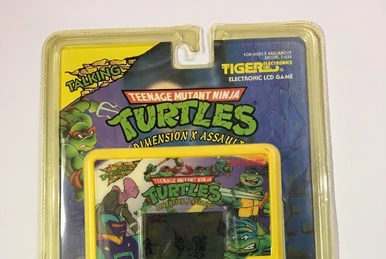 FOR AGES 5 AND ABOVE
TALKING
TIGER ELECTRONICS
ELECTRONIC LCD GAME
TEENAGE MUTANT NINJA
TURTLES
DIMENSION X ASSAULT
TEENAGE MUTANT NINJA
TURTLES